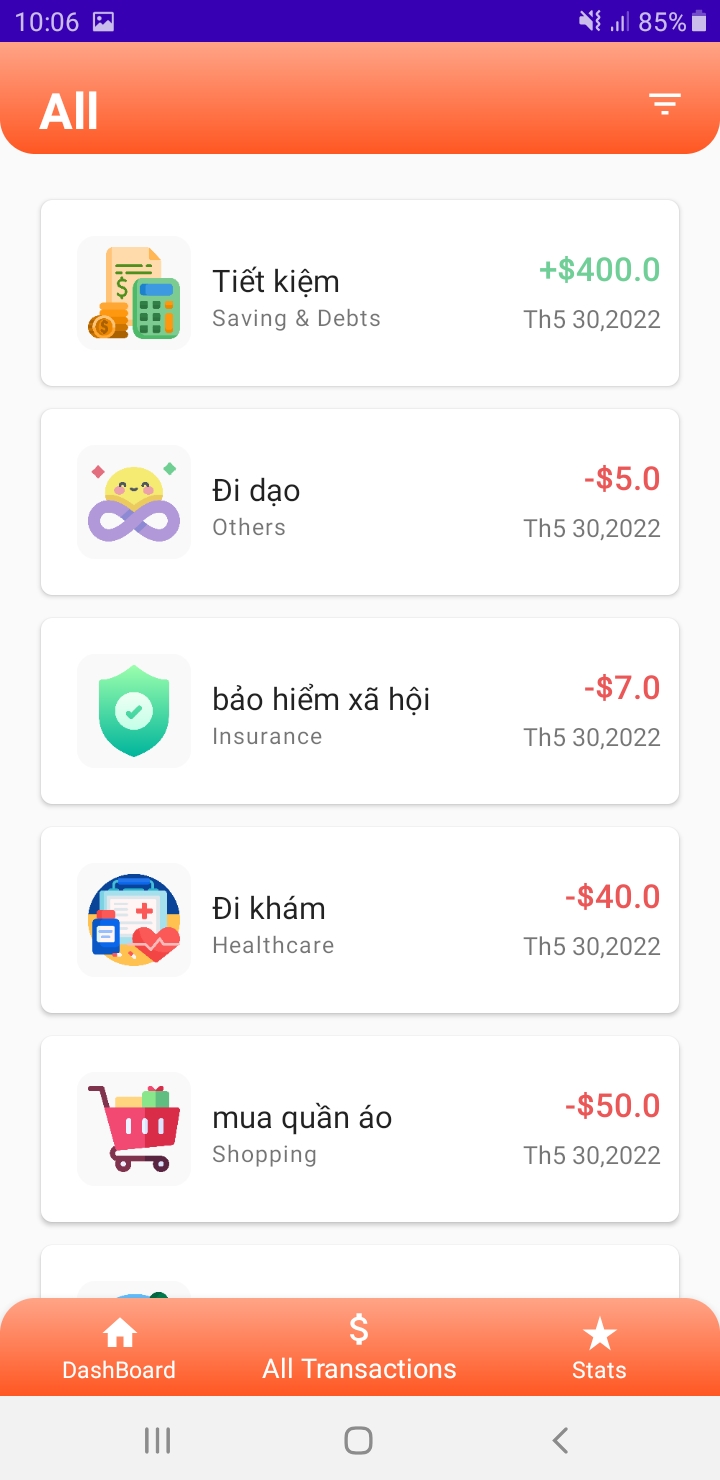 10:06
85%
All
Tiết kiệm
+$400.0
Saving & Debts
Th5 30,2022
Đi dạo
-$5.0
Others
Th5 30,2022
bảo hiểm xã hội
-$7.0
Insurance
Th5 30,2022
Đi khám
-$40.0
Healthcare
Th5 30,2022
mua quần áo
-$50.0
Shopping
Th5 30,2022
DashBoard
All Transactions
Stats